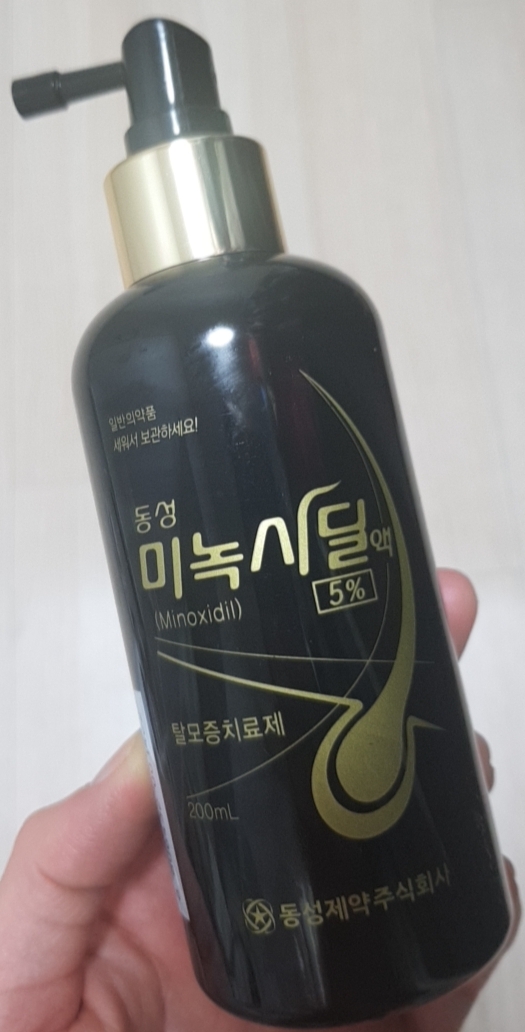 일반의약품
세워서 보관하세요!
동성
미녹시딜액
5%
(Minoxidil)
탈모증치료제
200mL
동성제약주식회사